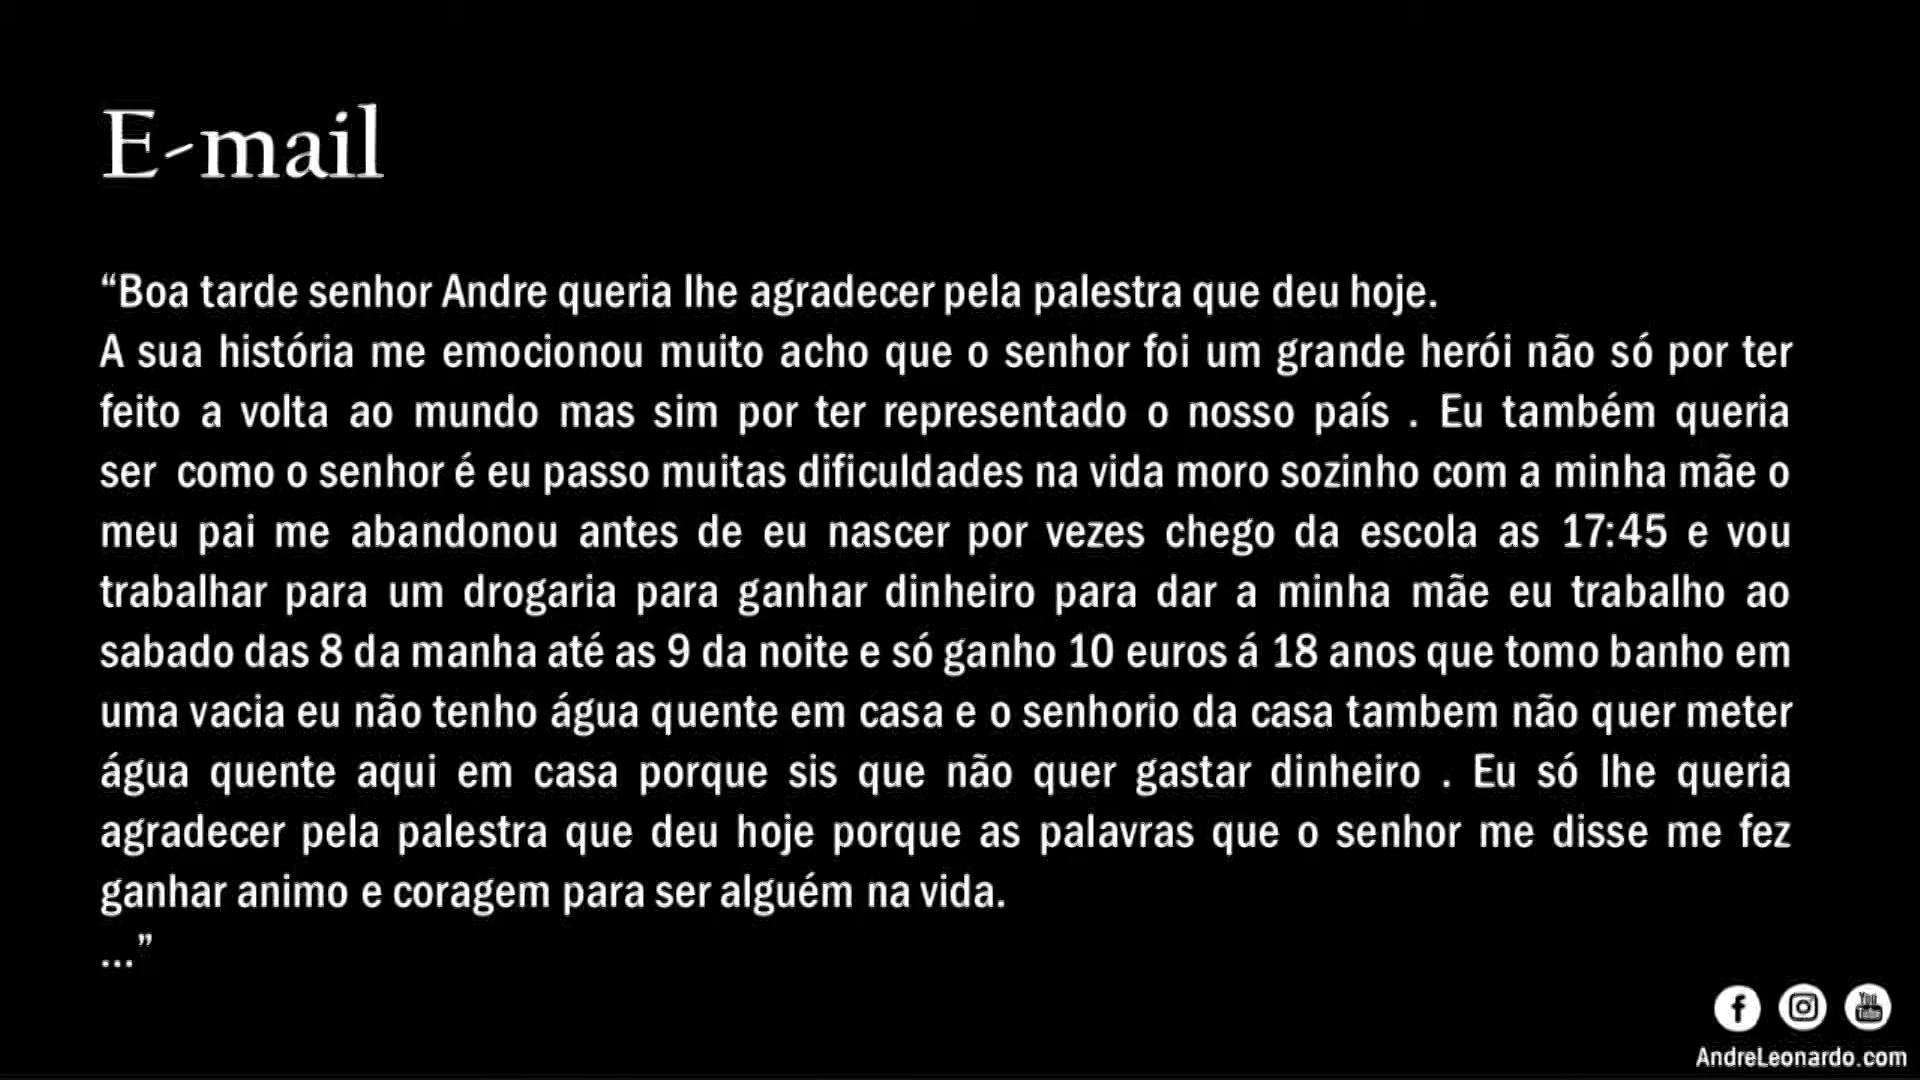 E-mail
“Boa tarde senhor Andre queria lhe agradecer pela palestra que deu hoje.
A sua história me emocionou muito acho que o senhor foi um grande herói não só por ter
feito a volta ao mundo mas sim por ter representado o nosso país . Eu também queria
ser como o senhor é eu passo muitas dificuldades na vida moro sozinho com a minha mãe o
meu pai me abandonou antes de eu nascer por vezes chego da escola as 17:45 e vou
trabalhar para um drogaria para ganhar dinheiro para dar a minha mãe eu trabalho ao
sabado das 8 da manha até as 9 da noite e só ganho 10 euros á 18 anos que tomo banho em
uma vacia eu não tenho água quente em casa e o senhorio da casa tambem não quer meter
água quente aqui em casa porque sis que não quer gastar dinheiro . Eu só lhe queria
agradecer pela palestra que deu hoje porque as palavras que o senhor me disse me fez
ganhar animo e coragem para ser alguém na vida.
...”
You Tube
AndreLeonardo.com